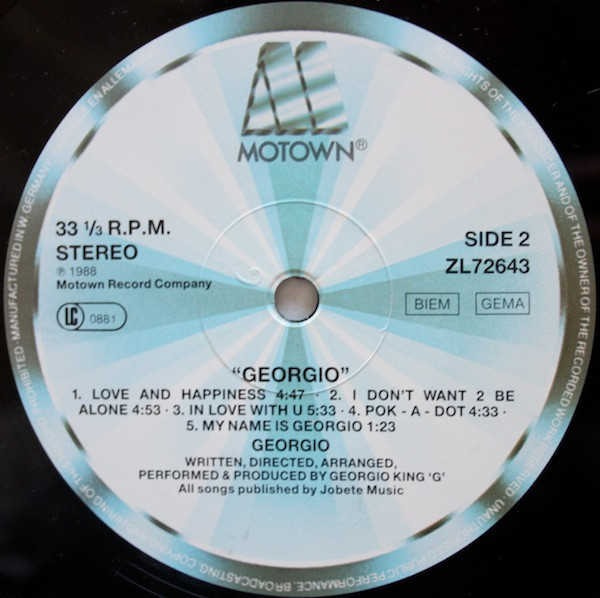 MOTOWN®
33 1/3 R.P.M.
STEREO
℗ 1988
Motown Record Company
LC 0881
SIDE 2
ZL72643
BIEM GEMA
"GEORGIO"
1. LOVE AND HAPPINESS 4:47 · 2. I DON'T WANT 2 BE
ALONE 4:53 · 3. IN LOVE WITH U 5:33 · 4. POK - A - DOT 4:33 ·
5. MY NAME IS GEORGIO 1:23
GEORGIO
WRITTEN, DIRECTED, ARRANGED,
PERFORMED & PRODUCED BY GEORGIO KING 'G'
All songs published by Jobete Music
RIGHTS OF THE PRODUCER AND OF THE OWNER OF THE RECORDED WORK RESERVED · PUBLIC PERFORMANCE, BROADCASTING, COPYING PROHIBITED · MANUFACTURED IN W. GERMANY